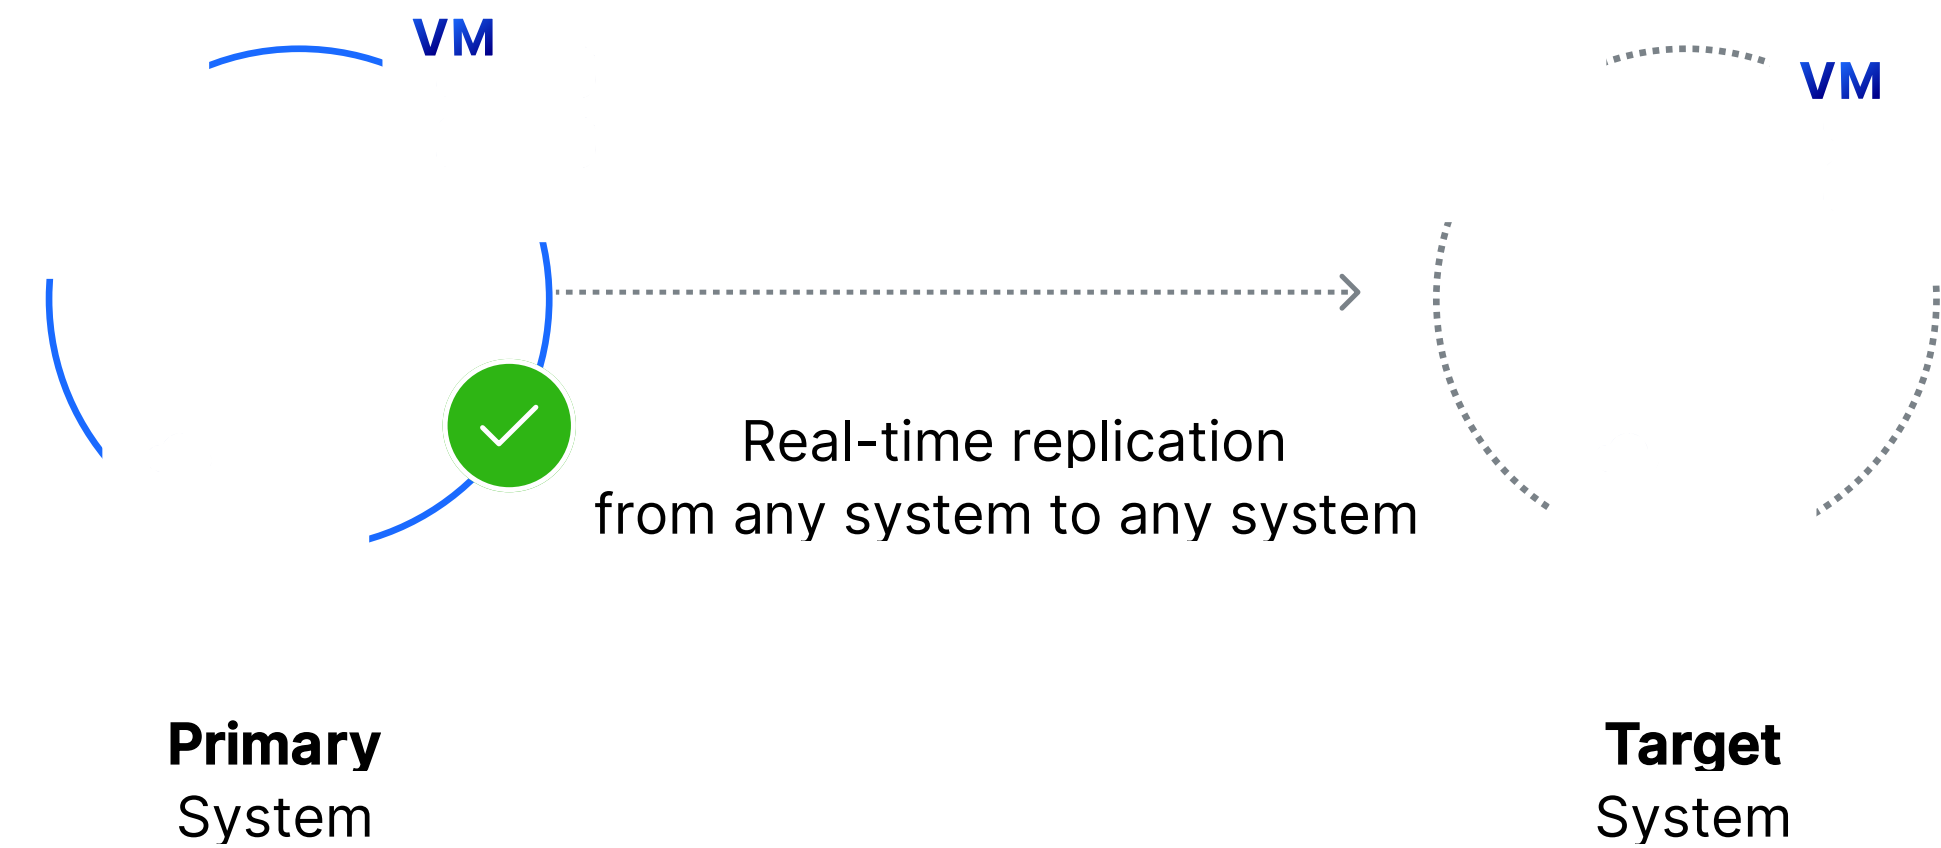 VM
VM
Real-time replication
from any system to any system
Primary
System
Target
System